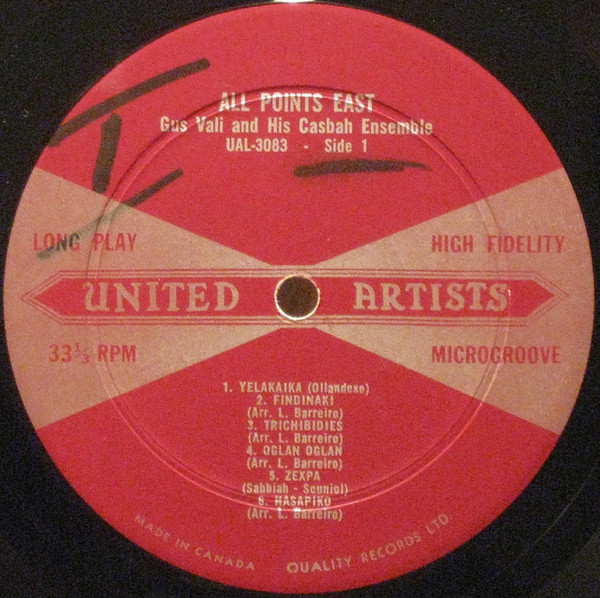 ALL POINTS EAST
Gus Vali and His Casbah Ensemble
UAL-3083 - Side 1
LONG PLAY
HIGH FIDELITY
UNITED ARTISTS
33⅓ RPM
MICROGROOVE
1. YELAKAIKA (Ollandeso)
2. FINDINAKI
(Arr. L. Barreiro)
3. TRICHIBIDIES
(Arr. L. Barreiro)
4. OGLAN OGLAN
(Arr. L. Barreiro)
5. ZEXPA
(Sabbiah - Souniol)
6. HASAPIKO
(Arr. L. Barreiro)
MADE IN CANADA QUALITY RECORDS LTD.